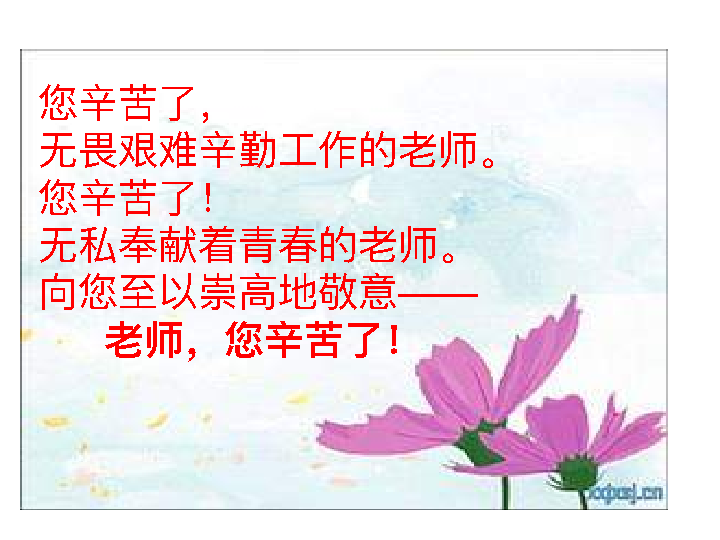 您辛苦了，
无畏艰难辛勤工作的老师。
您辛苦了！
无私奉献着青春的老师。
向您至以崇高地敬意——
老师，您辛苦了！